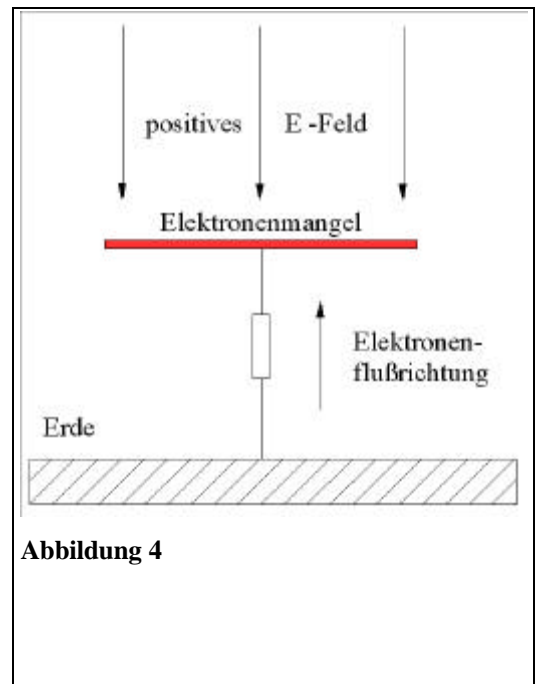 positives E -Feld
Elektronenmangel
Elektronen-
flußrichtung
Erde
Abbildung 4